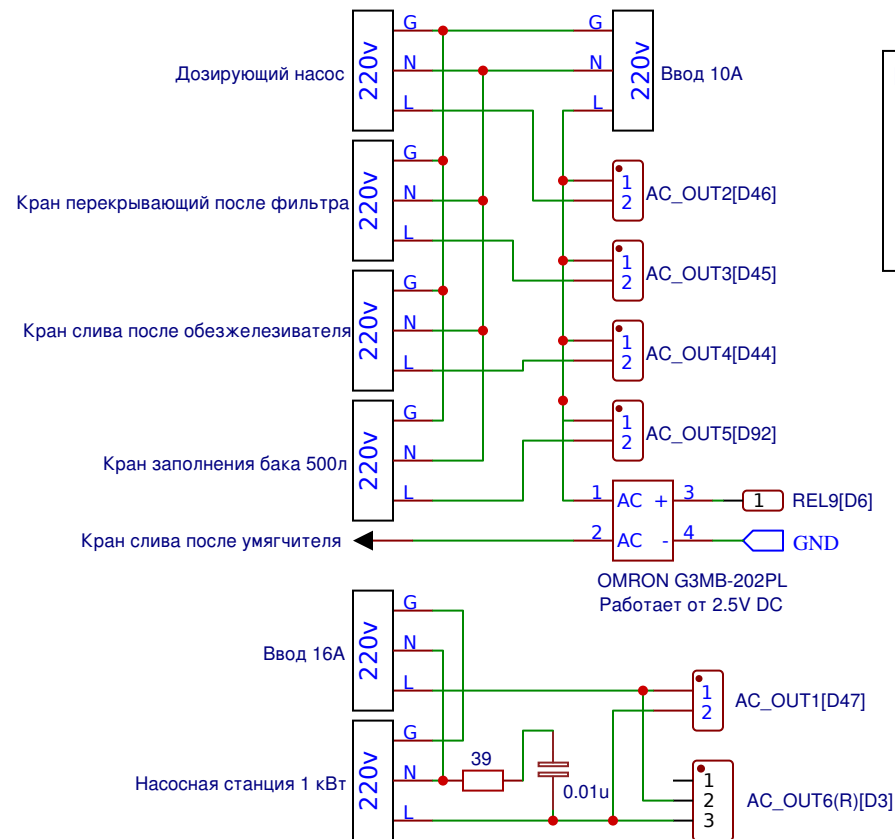 G
G
Дозирующий насос
220v
N
N
220v
Ввод 10А
L
L
G
1
AC_OUT2[D46]
2
Кран перекрывающий после фильтра
220v
N
L
1
AC_OUT3[D45]
2
G
Кран слива после обезжелезивателя
220v
N
1
AC_OUT4[D44]
2
L
G
1
AC_OUT5[D92]
2
Кран заполнения бака 500л
220v
N
L
1
AC
+
3
1
REL9[D6]
Кран слива после умягчителя
2
AC
-
4
GND
OMRON G3MB-202PL
Работает от 2.5V DC
G
Ввод 16А
220v
N
L
1
AC_OUT1[D47]
2
G
39
Насосная станция 1 кВт
220v
N
0.01u
L
1
2
AC_OUT6(R)[D3]
3